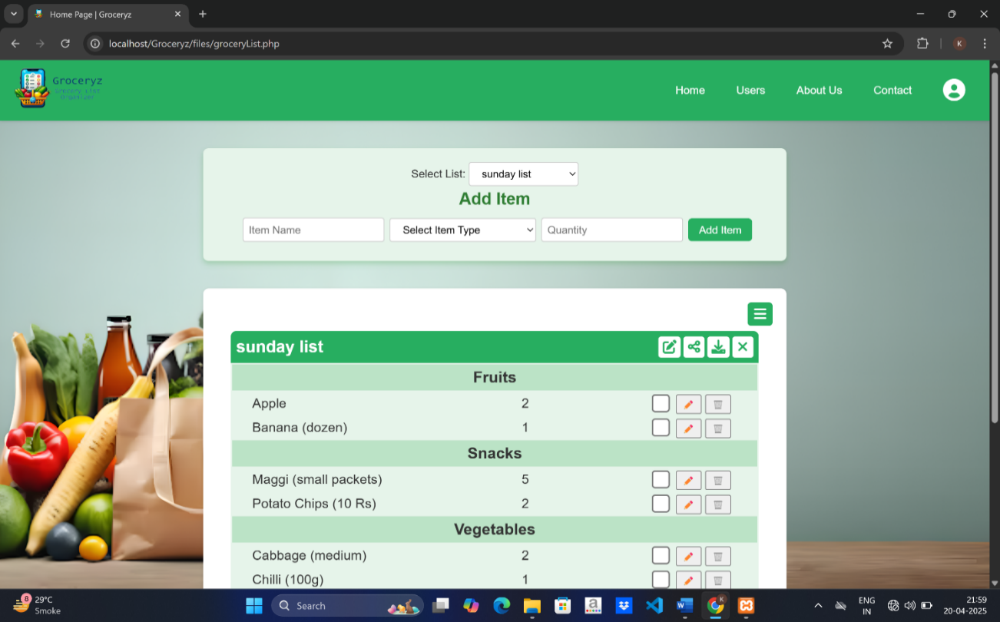 Home Page | Groceryz
localhost/Groceryz/files/groceryList.php
K
Groceryz
Grocery List
Organizer
Home Users About Us Contact
Select List: sunday list
Add Item
Item Name Select Item Type Quantity Add Item
sunday list
Fruits
Apple 2
Banana (dozen) 1
Snacks
Maggi (small packets) 5
Potato Chips (10 Rs) 2
Vegetables
Cabbage (medium) 2
Chilli (100g) 1
8 29°C
Smoke
Search
ENG
IN
21:59
20-04-2025